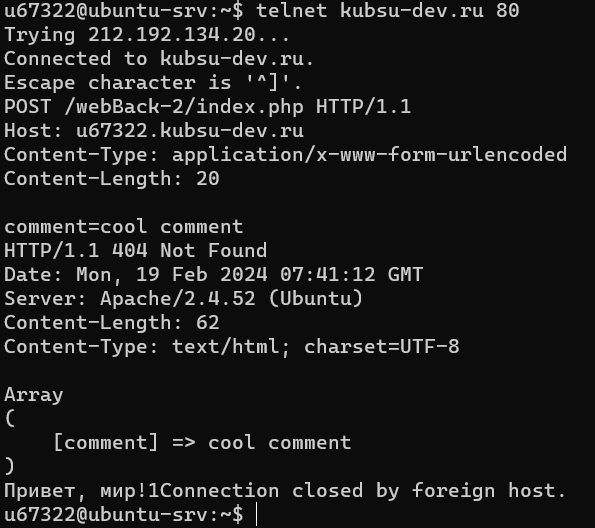 u67322@ubuntu-srv:~$ telnet kubsu-dev.ru 80
Trying 212.192.134.20...
Connected to kubsu-dev.ru.
Escape character is '^]'.
POST /webBack-2/index.php HTTP/1.1
Host: u67322.kubsu-dev.ru
Content-Type: application/x-www-form-urlencoded
Content-Length: 20

comment=cool comment
HTTP/1.1 404 Not Found
Date: Mon, 19 Feb 2024 07:41:12 GMT
Server: Apache/2.4.52 (Ubuntu)
Content-Length: 62
Content-Type: text/html; charset=UTF-8

Array
(
    [comment] => cool comment
)
Привет, мир!1Connection closed by foreign host.
u67322@ubuntu-srv:~$